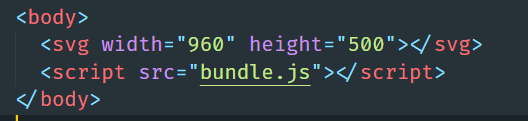 <body>
<svg width="960" height="500"></svg>
<script src="bundle.js"></script>
</body>